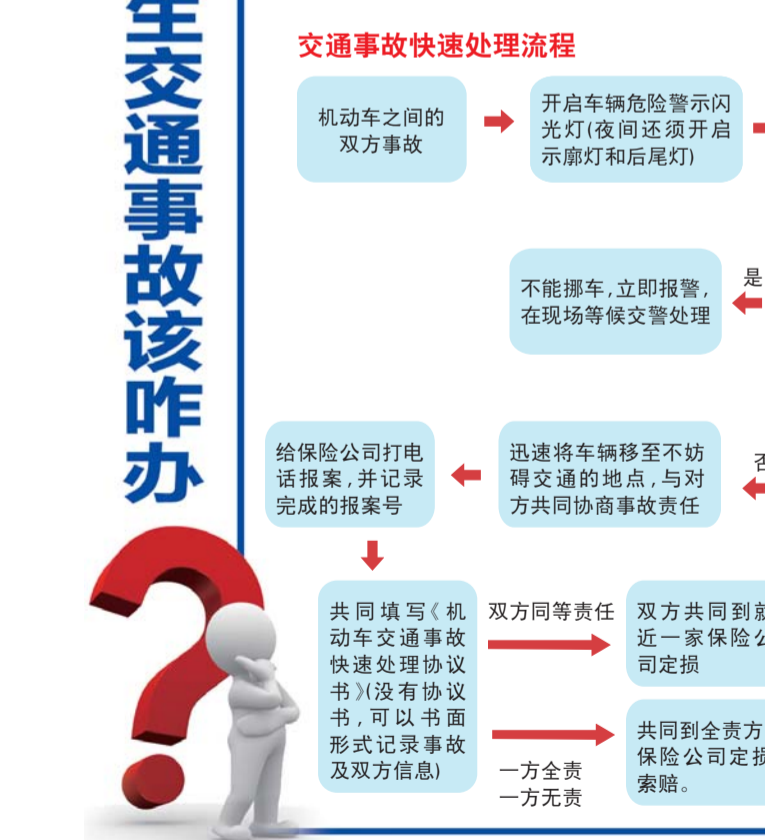 生交通事故该咋办
交通事故快速处理流程
机动车之间的
双方事故
开启车辆危险警示闪
光灯(夜间还须开启
示廓灯和后尾灯)
是
不能挪车,立即报警,
在现场等候交警处理
否
迅速将车辆移至不妨
碍交通的地点,与对
方共同协商事故责任
给保险公司打电
话报案,并记录
完成的报案号
共同填写《机
动车交通事故
快速处理协议
书》(没有协议
书,可以书面
形式记录事故
及双方信息)
双方同等责任
双方共同到就
近一家保险公
司定损
一方全责
一方无责
共同到全责方
保险公司定损
索赔。